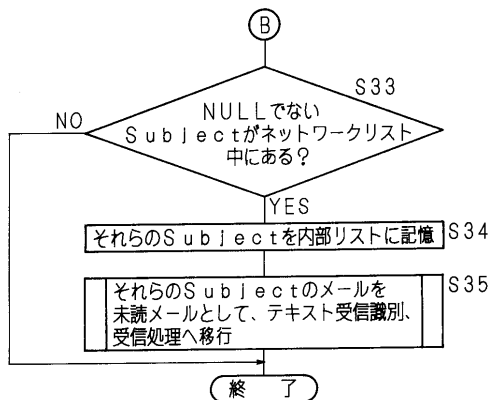 B
S33
NULLでない
NO
Subjectがネットワークリスト
中にある？
YES
それらのSubjectを内部リストに記憶
S34
それらのSubjectのメールを
S35
未読メールとして、テキスト受信識別、
受信処理へ移行
終 了